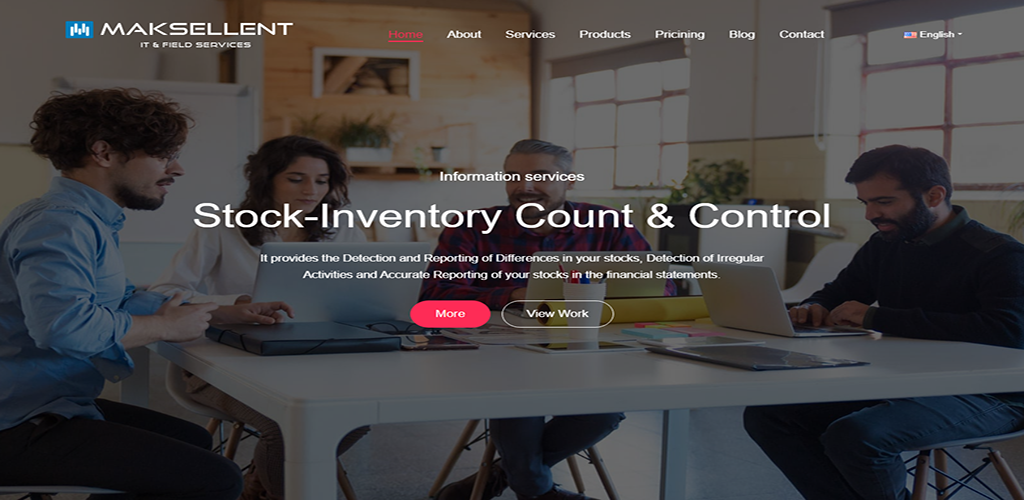 MAKSELLENT
IT & FIELD SERVICES
Home About Services Products Pricining Blog Contact English
Information services
Stock-Inventory Count & Control
It provides the Detection and Reporting of Differences in your stocks, Detection of Irregular
Activities and Accurate Reporting of your stocks in the financial statements.
More View Work